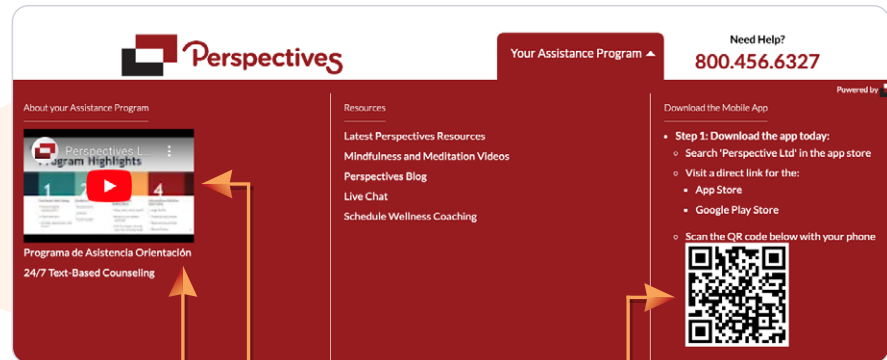 Perspectives
Your Assistance Program
Need Help?
800.456.6327
Powered by
About your Assistance Program
Perspectives L...
Program Highlights
1
4
Programa de Asistencia Orientación
24/7 Text-Based Counseling
Resources
Latest Perspectives Resources
Mindfulness and Meditation Videos
Perspectives Blog
Live Chat
Schedule Wellness Coaching
Download the Mobile App
Step 1: Download the app today:
Search 'Perspective Ltd' in the app store
Visit a direct link for the:
App Store
Google Play Store
Scan the QR code below with your phone